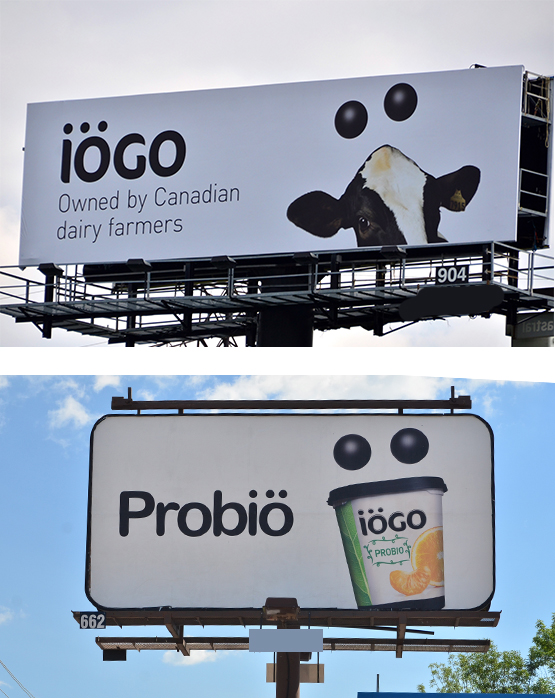 iögo
Owned by Canadian
dairy farmers
904
Probiö
iögo
PROBIO
662